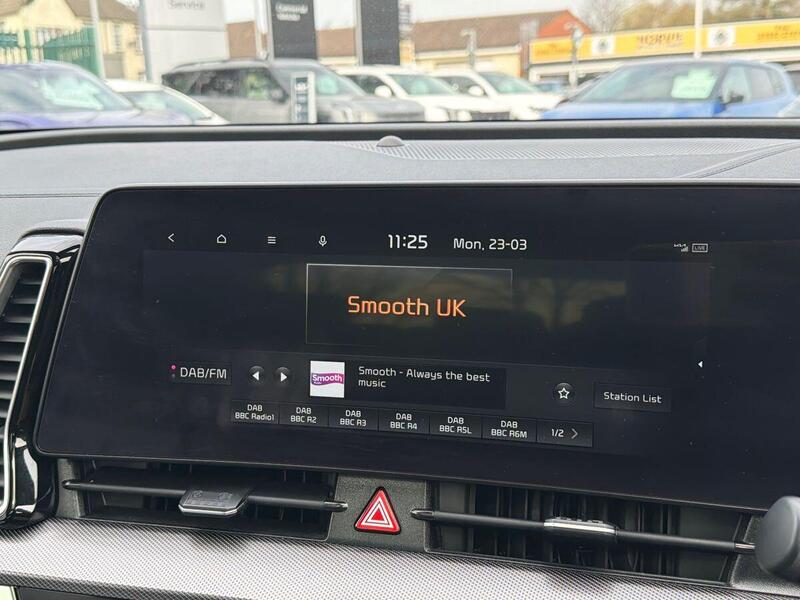 Service
11:25 Mon, 23-03
LIVE
Smooth UK
DAB/FM
Smooth
Smooth - Always the best
music
Station List
DAB
BBC Radio1
DAB
BBC R2
DAB
BBC R3
DAB
BBC R4
DAB
BBC R5L
DAB
BBC R6M
1/2